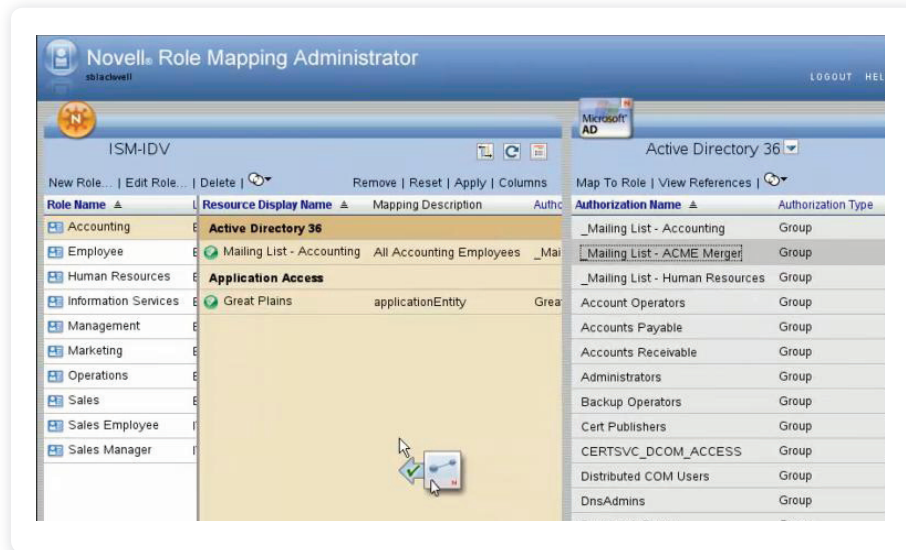 Novell® Role Mapping Administrator
sblackwell
LOGOUT HEL
Microsoft
AD
ISM-IDV
Active Directory 36
New Role... | Edit Role... | Delete |
Remove | Reset | Apply | Columns
Map To Role | View References |
Role Name
Resource Display Name Mapping Description Autho
Authorization Name Authorization Type
Accounting
Active Directory 36
_Mailing List - Accounting Group
Employee
Mailing List - Accounting All Accounting Employees _Mai
_Mailing List - ACME Merger Group
Human Resources
Application Access
_Mailing List - Human Resources Group
Information Services
Great Plains applicationEntity Grea
Account Operators Group
Management
Accounts Payable Group
Marketing
Accounts Receivable Group
Operations
Administrators Group
Sales
Backup Operators Group
Sales Employee
Cert Publishers Group
Sales Manager
CERTSVC_DCOM_ACCESS Group
Distributed COM Users Group
DnsAdmins Group